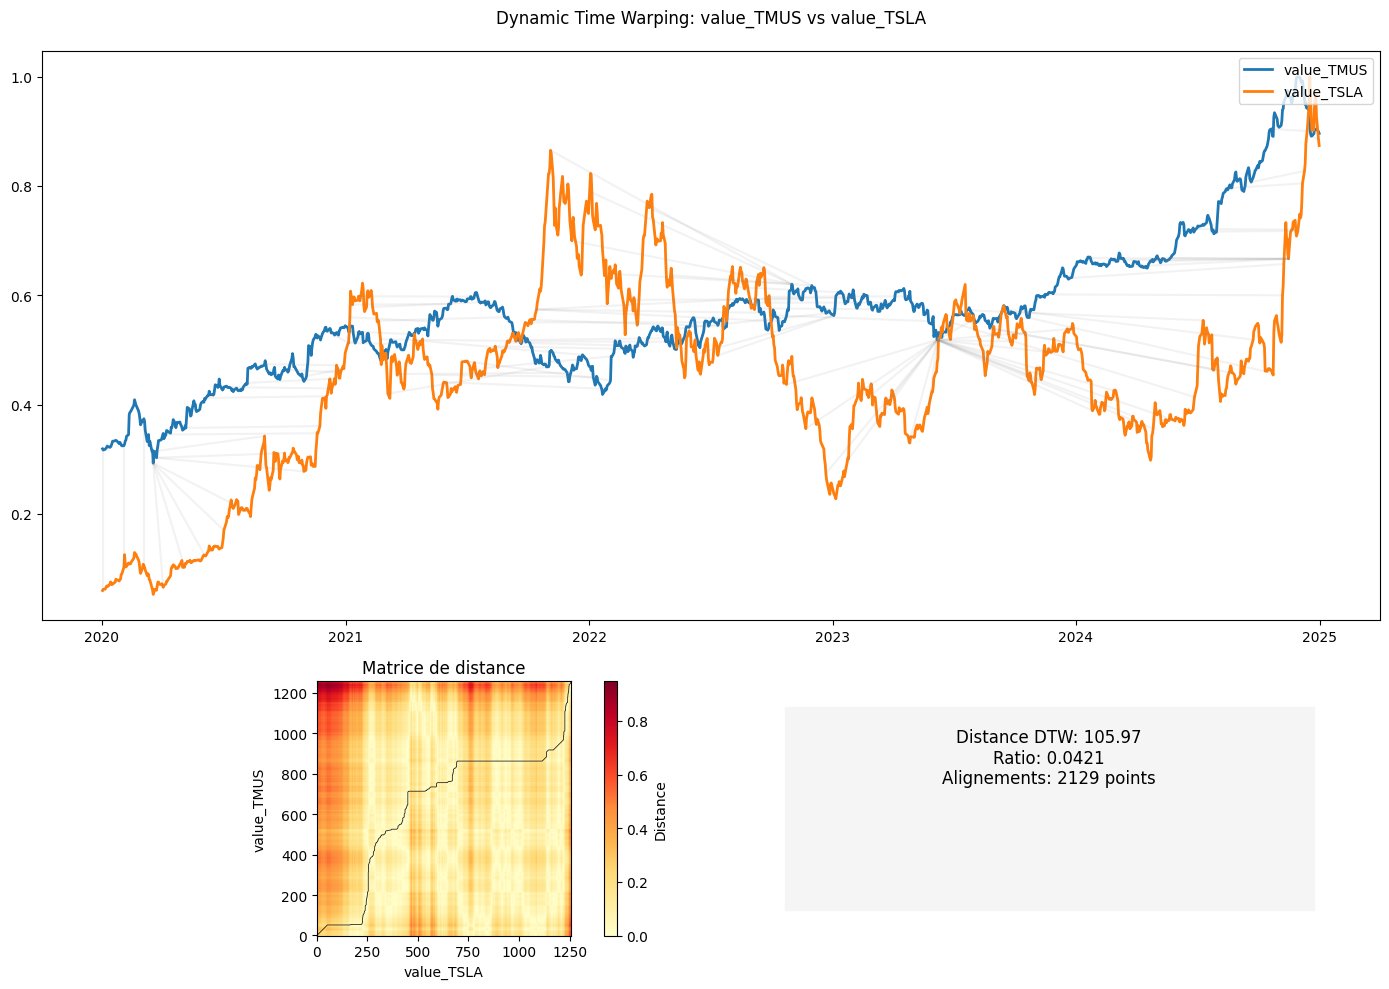 Dynamic Time Warping: value_TMUS vs value_TSLA
value_TMUS
value_TSLA
1.0
0.8
0.6
0.4
0.2
2020 2021 2022 2023 2024 2025
Matrice de distance
value_TMUS
1200
1000
800
600
400
200
0
0 250 500 750 1000 1250
value_TSLA
0.8
0.6
0.4
0.2
0.0
Distance
Distance DTW: 105.97
Ratio: 0.0421
Alignements: 2129 points